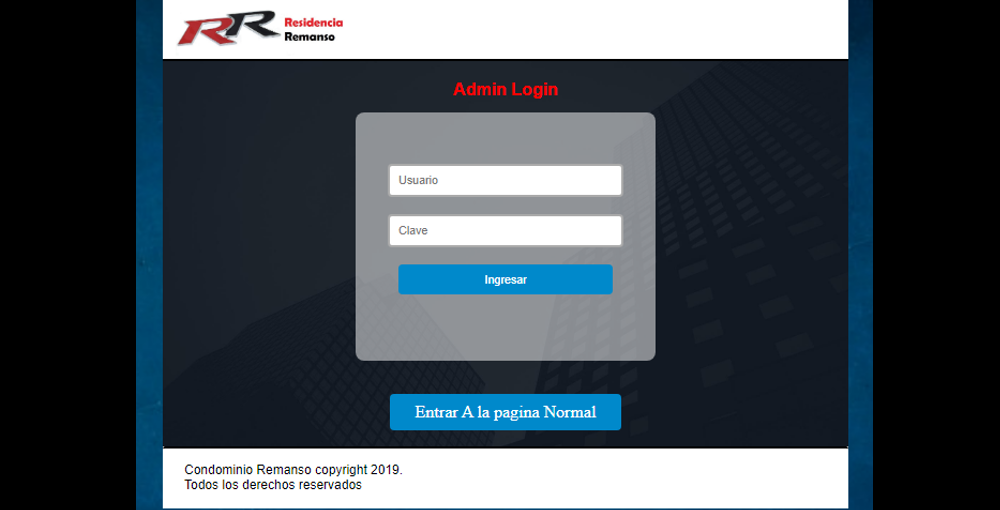 RR Residencia
Remanso
Admin Login
Usuario
Clave
Ingresar
Entrar A la pagina Normal
Condominio Remanso copyright 2019.
Todos los derechos reservados